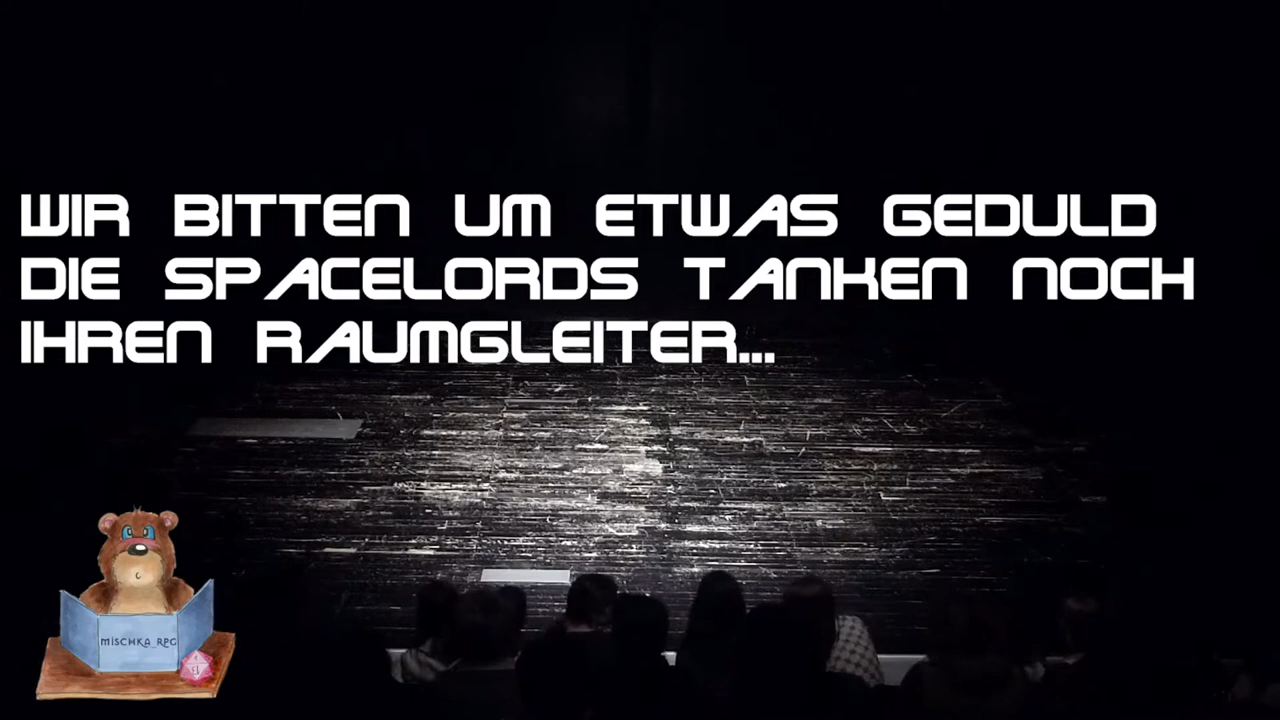 WIR BITTEN UM ETWAS GEDULD
DIE SPACELORDS TANKEN NOCH
IHREN RAUMGLEITER...
MISCHKA_RPG